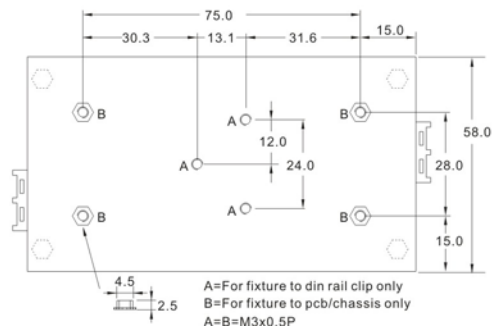 75.0
30.3 13.1 31.6 15.0
B A B
12.0
A 24.0 28.0 58.0
B A B
15.0
4.5
2.5
A=For fixture to din rail clip only
B=For fixture to pcb/chassis only
A=B=M3x0.5P